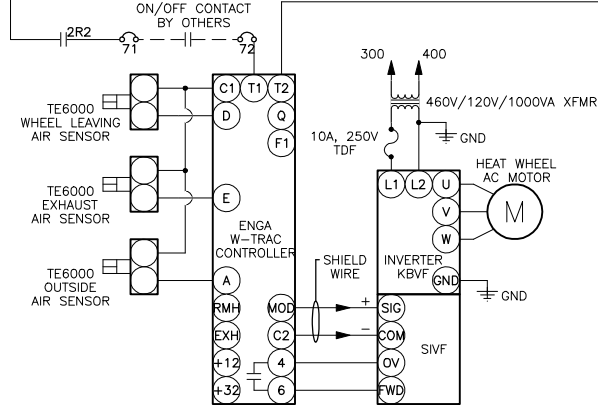 ON/OFF CONTACT
BY OTHERS
2R2
71
72
300
400
TE6000
WHEEL LEAVING
AIR SENSOR
C1
T1
T2
D
Q
F1
460V/120V/1000VA XFMR
10A, 250V
TDF
GND
TE6000
EXHAUST
AIR SENSOR
E
L1
L2
U
V
W
HEAT WHEEL
AC MOTOR
M
ENGA
W-TRAC
CONTROLLER
SHIELD
WIRE
INVERTER
KBVF
GND
GND
TE6000
OUTSIDE
AIR SENSOR
A
RMH
MOD
+
SIG
EXH
C2
-
COM
SIVF
+12
4
OV
+32
6
FWD